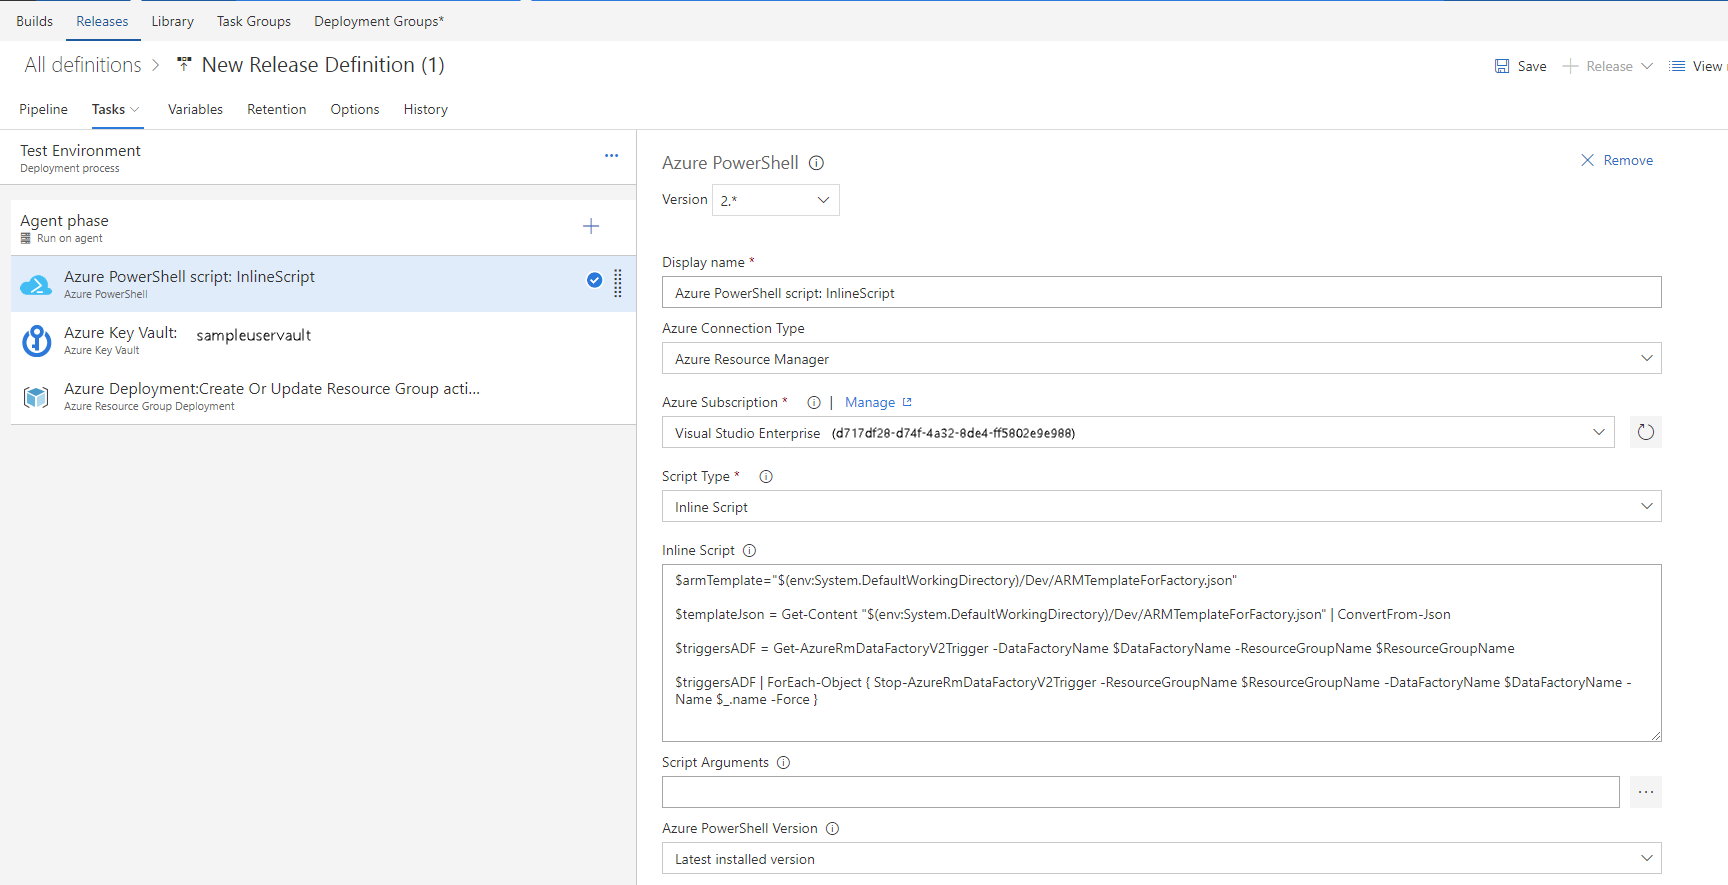 Builds Releases Library Task Groups Deployment Groups*
All definitions > New Release Definition (1)
Save + Release View
Pipeline Tasks Variables Retention Options History
Test Environment
Deployment process
...
Agent phase
Run on agent
Azure PowerShell script: InlineScript
Azure PowerShell
Azure Key Vault: sampleuservault
Azure Key Vault
Azure Deployment:Create Or Update Resource Group acti...
Azure Resource Group Deployment
Azure PowerShell
Remove
Version 2.*
Display name *
Azure PowerShell script: InlineScript
Azure Connection Type
Azure Resource Manager
Azure Subscription * | Manage
Visual Studio Enterprise (d717df28-d74f-4a32-8de4-ff5802e9e988)
Script Type *
Inline Script
Inline Script
$armTemplate="$(env:System.DefaultWorkingDirectory)/Dev/ARMTemplateForFactory.json"
$templateJson = Get-Content "$(env:System.DefaultWorkingDirectory)/Dev/ARMTemplateForFactory.json" | ConvertFrom-Json
$triggersADF = Get-AzureRmDataFactoryV2Trigger -DataFactoryName $DataFactoryName -ResourceGroupName $ResourceGroupName
$triggersADF | ForEach-Object { Stop-AzureRmDataFactoryV2Trigger -ResourceGroupName $ResourceGroupName -DataFactoryName $DataFactoryName -
Name $_.name -Force }
Script Arguments
...
Azure PowerShell Version
Latest installed version